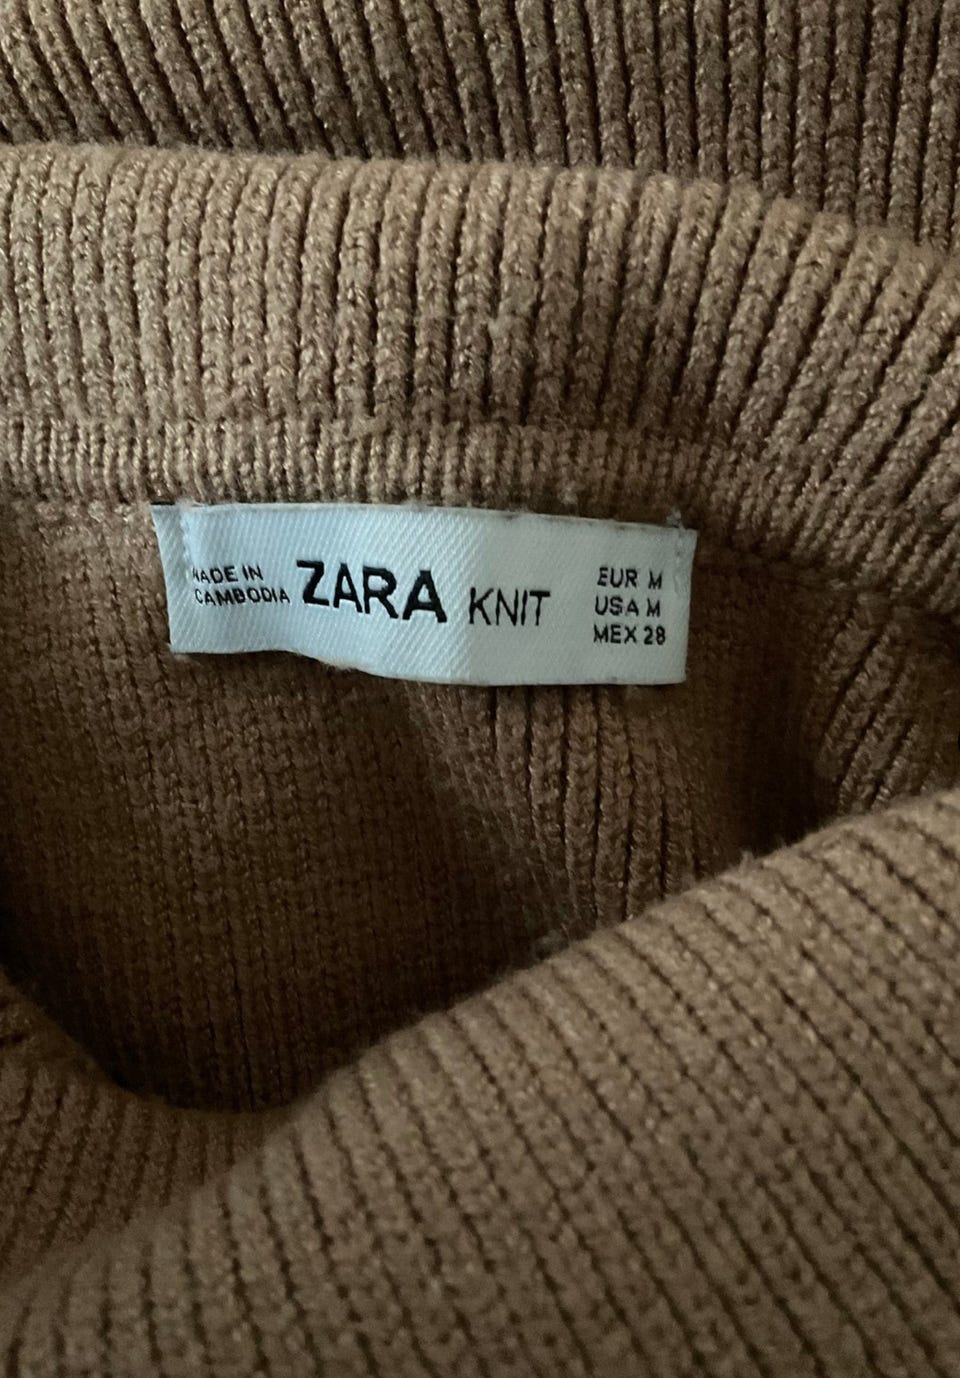 MADE IN
CAMBODIA
ZARA KNIT
EUR M
USA M
MEX 28